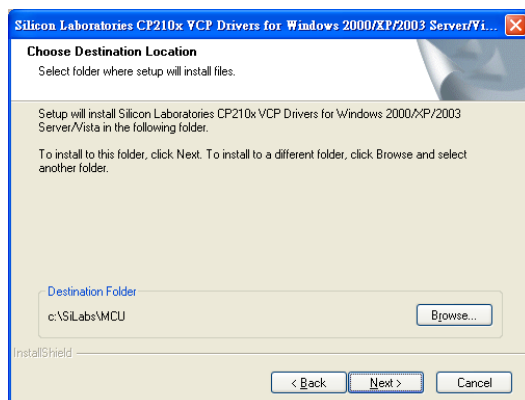 Silicon Laboratories CP210x VCP Drivers for Windows 2000/XP/2003 Server/Vi...
Choose Destination Location
Select folder where setup will install files.
Setup will install Silicon Laboratories CP210x VCP Drivers for Windows 2000/XP/2003
Server/Vista in the following folder.
To install to this folder, click Next. To install to a different folder, click Browse and select
another folder.
Destination Folder
c:\SiLabs\MCU
Browse...
InstallShield
< Back
Next >
Cancel